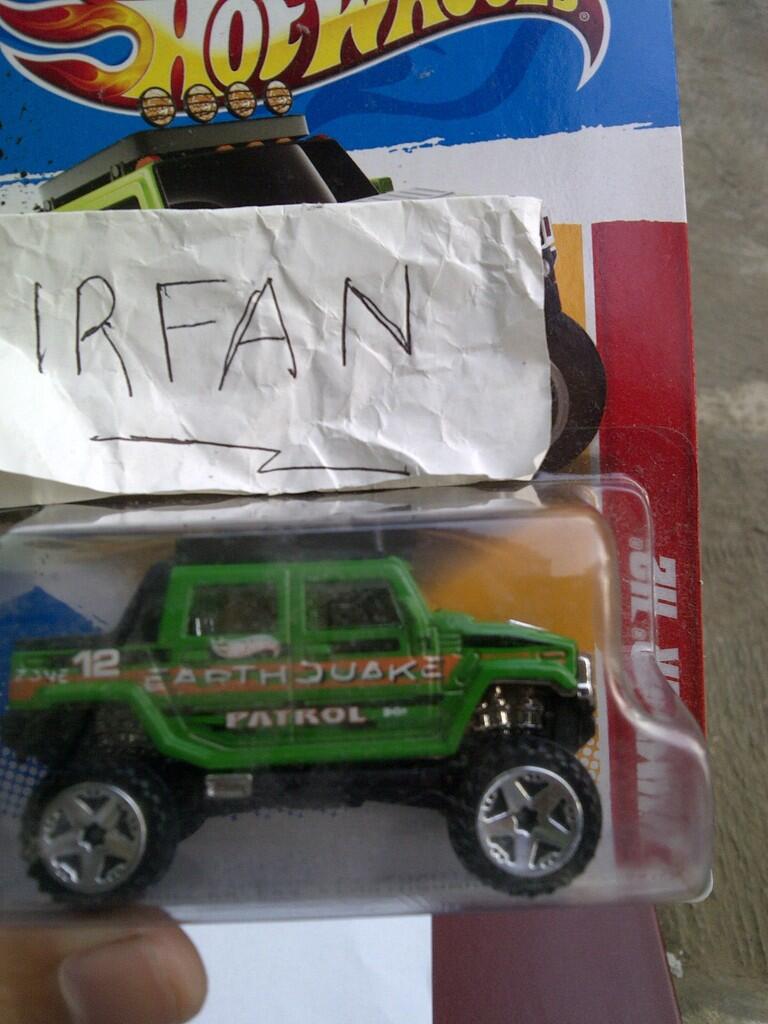 HOT WHEELS®
IRFAN
ZONE 12
EARTHQUAKE
PATROL